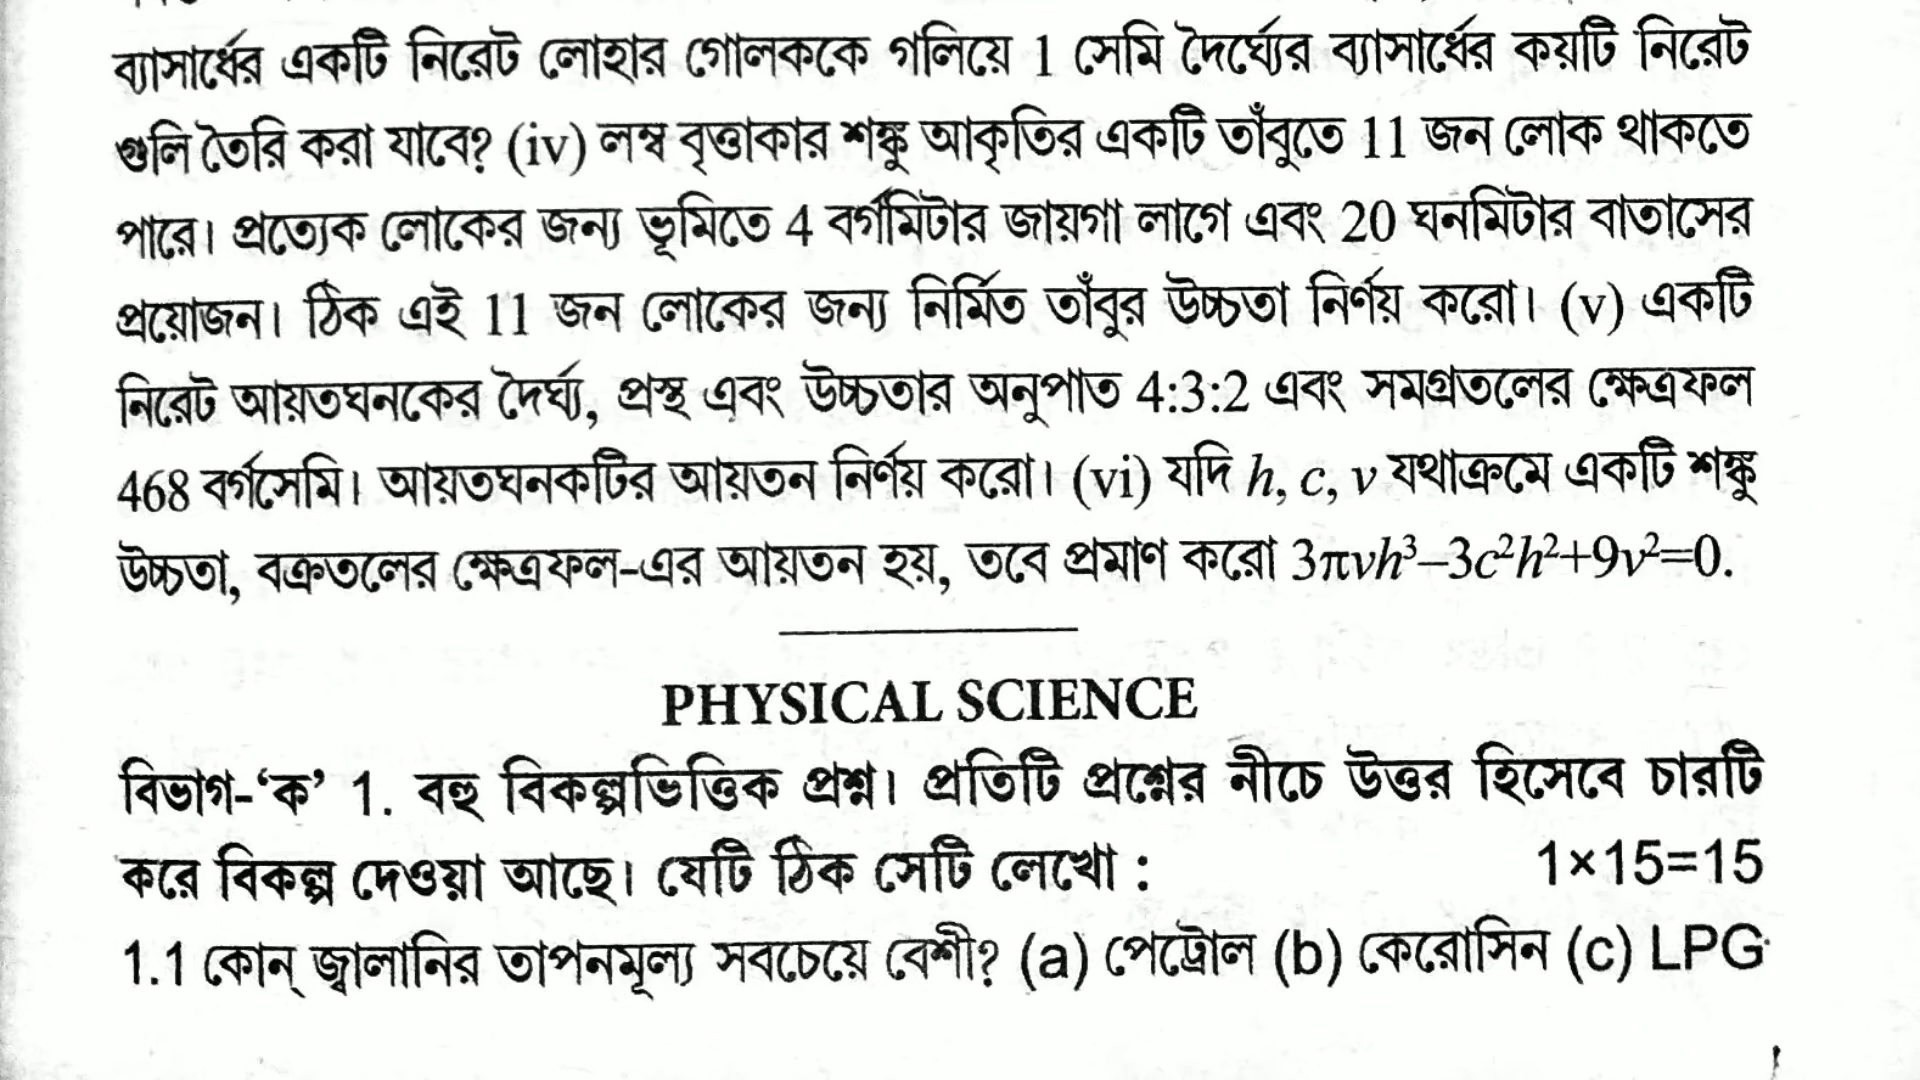 ব্যাসার্ধের একটি নিরেট লোহার গোলককে গলিয়ে 1 সেমি দৈর্ঘ্যের ব্যাসার্ধের কয়টি নিরেট
গুলি তৈরি করা যাবে? (iv) লম্ব বৃত্তাকার শঙ্কু আকৃতির একটি তাঁবুতে 11 জন লোক থাকতে
পারে। প্রত্যেক লোকের জন্য ভূমিতে 4 বর্গমিটার জায়গা লাগে এবং 20 ঘনমিটার বাতাসের
প্রয়োজন। ঠিক এই 11 জন লোকের জন্য নির্মিত তাঁবুর উচ্চতা নির্ণয় করো। (v) একটি
নিরেট আয়তঘনকের দৈর্ঘ্য, প্রস্থ এবং উচ্চতার অনুপাত 4:3:2 এবং সমগ্রতলের ক্ষেত্রফল
468 বর্গসেমি। আয়তঘনকটির আয়তন নির্ণয় করো। (vi) যদি h, c, v যথাক্রমে একটি শঙ্কু
উচ্চতা, বক্রতলের ক্ষেত্রফল-এর আয়তন হয়, তবে প্রমাণ করো 3πvh³–3c²h²+9v²=0.
PHYSICAL SCIENCE
বিভাগ-‘ক’ 1. বহু বিকল্পভিত্তিক প্রশ্ন। প্রতিটি প্রশ্নের নীচে উত্তর হিসেবে চারটি
করে বিকল্প দেওয়া আছে। যেটি ঠিক সেটি লেখো : 1×15=15
1.1 কোন্ জ্বালানির তাপনমূল্য সবচেয়ে বেশী? (a) পেট্রোল (b) কেরোসিন (c) LPG